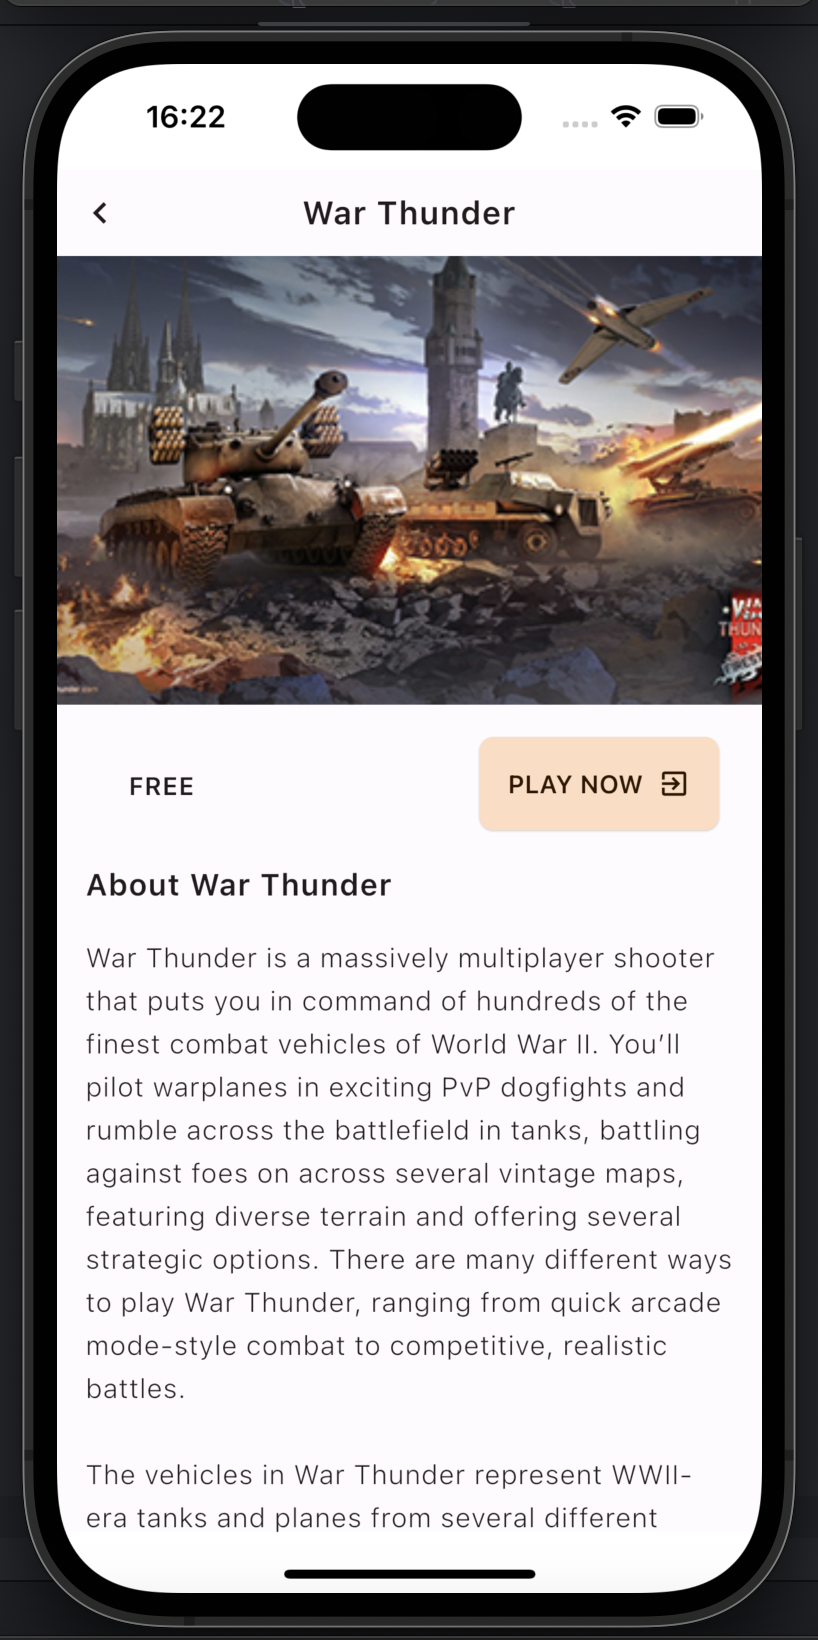 16:22
War Thunder
THUN
FREE
PLAY NOW
About War Thunder
War Thunder is a massively multiplayer shooter
that puts you in command of hundreds of the
finest combat vehicles of World War II. You’ll
pilot warplanes in exciting PvP dogfights and
rumble across the battlefield in tanks, battling
against foes on across several vintage maps,
featuring diverse terrain and offering several
strategic options. There are many different ways
to play War Thunder, ranging from quick arcade
mode-style combat to competitive, realistic
battles.
The vehicles in War Thunder represent WWII-
era tanks and planes from several different